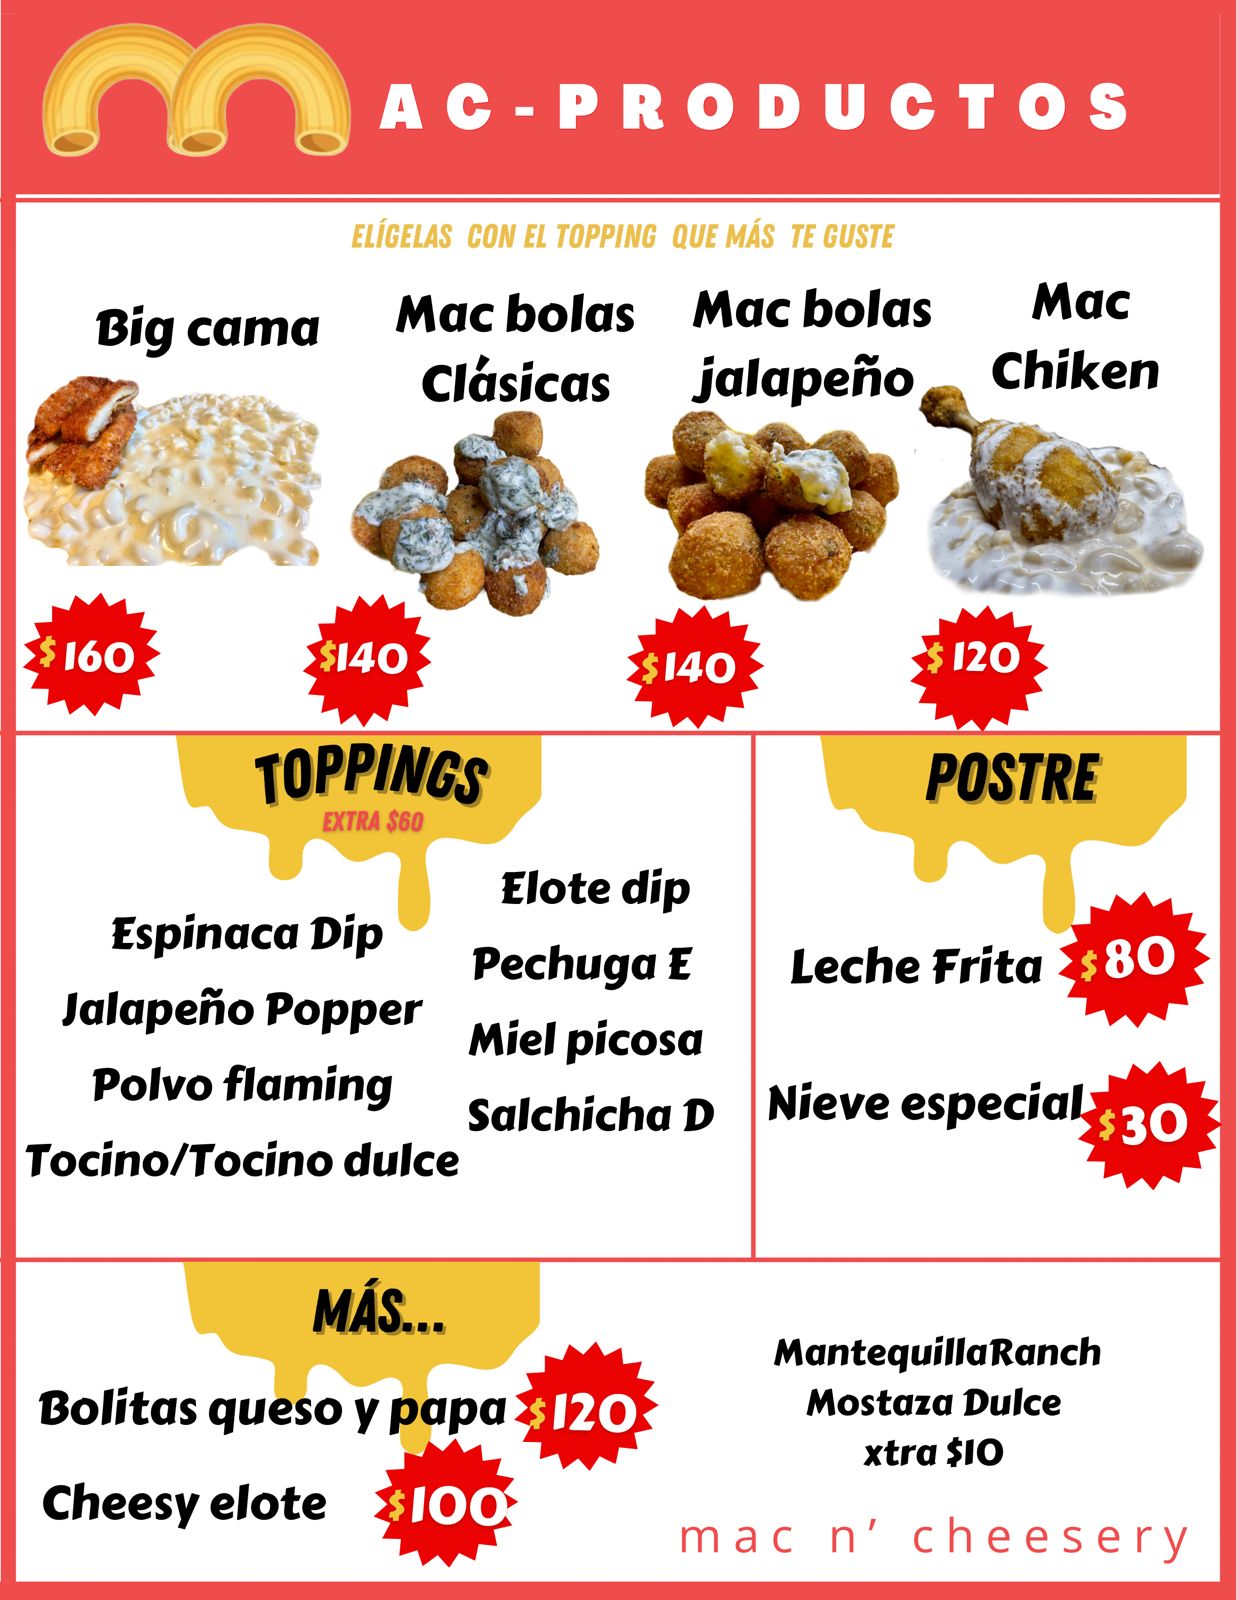 AC-PRODUCTOS
ELÍGELAS CON EL TOPPING QUE MÁS TE GUSTE
Big cama
$160
Mac bolas
Clásicas
$140
Mac bolas
jalapeño
$140
Mac
Chiken
$120
TOPPINGS
EXTRA $60
Espinaca Dip
Jalapeño Popper
Polvo flaming
Tocino/Tocino dulce
Elote dip
Pechuga E
Miel picosa
Salchicha D
POSTRE
Leche Frita $80
Nieve especial $30
MÁS...
Bolitas queso y papa $120
Cheesy elote $100
MantequillaRanch
Mostaza Dulce
xtra $10
mac n’ cheesery